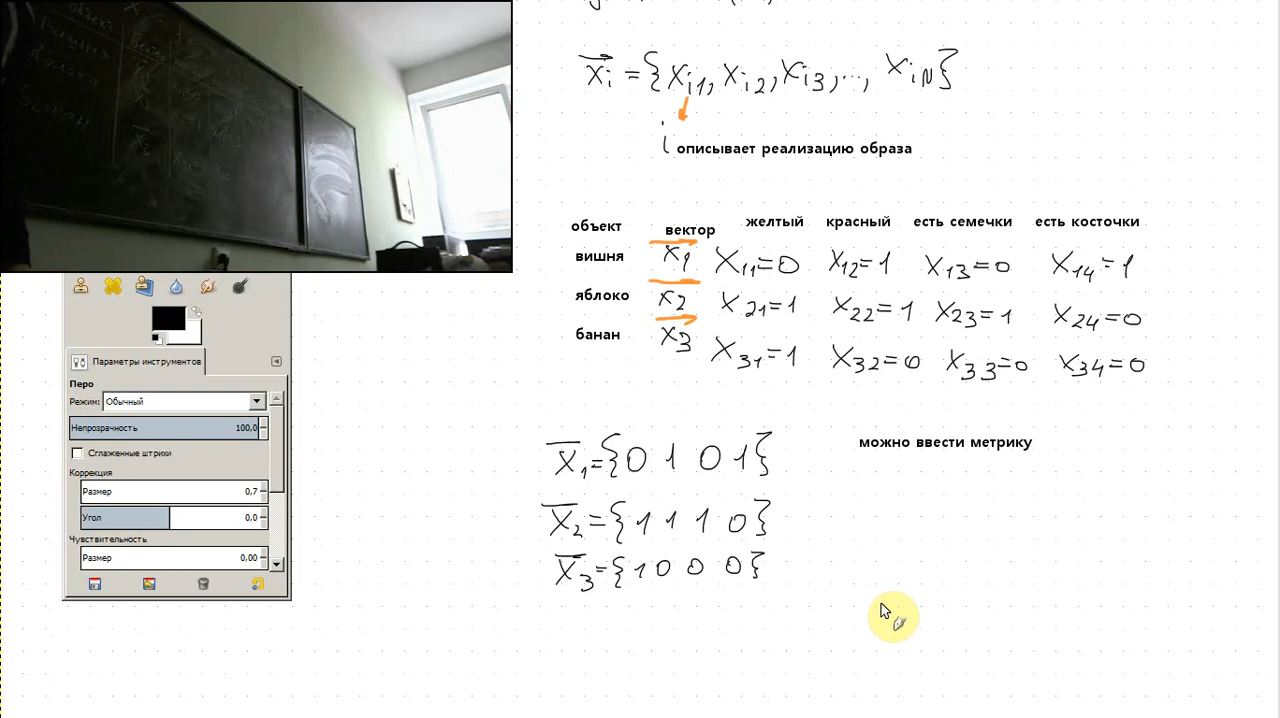 x̄i = {xi1, xi2, xi3, ..., xiN}
i описывает реализацию образа
объект вектор желтый красный есть семечки есть косточки
вишня x1 X11=0 X12=1 X13=0 X14=1
яблоко x2 X21=1 X22=1 X23=1 X24=0
банан x3 X31=1 X32=0 X33=0 X34=0
X̄1={0 1 0 1}
можно ввести метрику
X̄2={1 1 1 0}
X̄3={1 0 0 0}
Параметры инструментов
Перо
Режим: Обычный
Непрозрачность 100,0
Сглаженные штрихи
Коррекция
Размер 0,7
Угол 0,0
Чувствительность
Размер 0,00